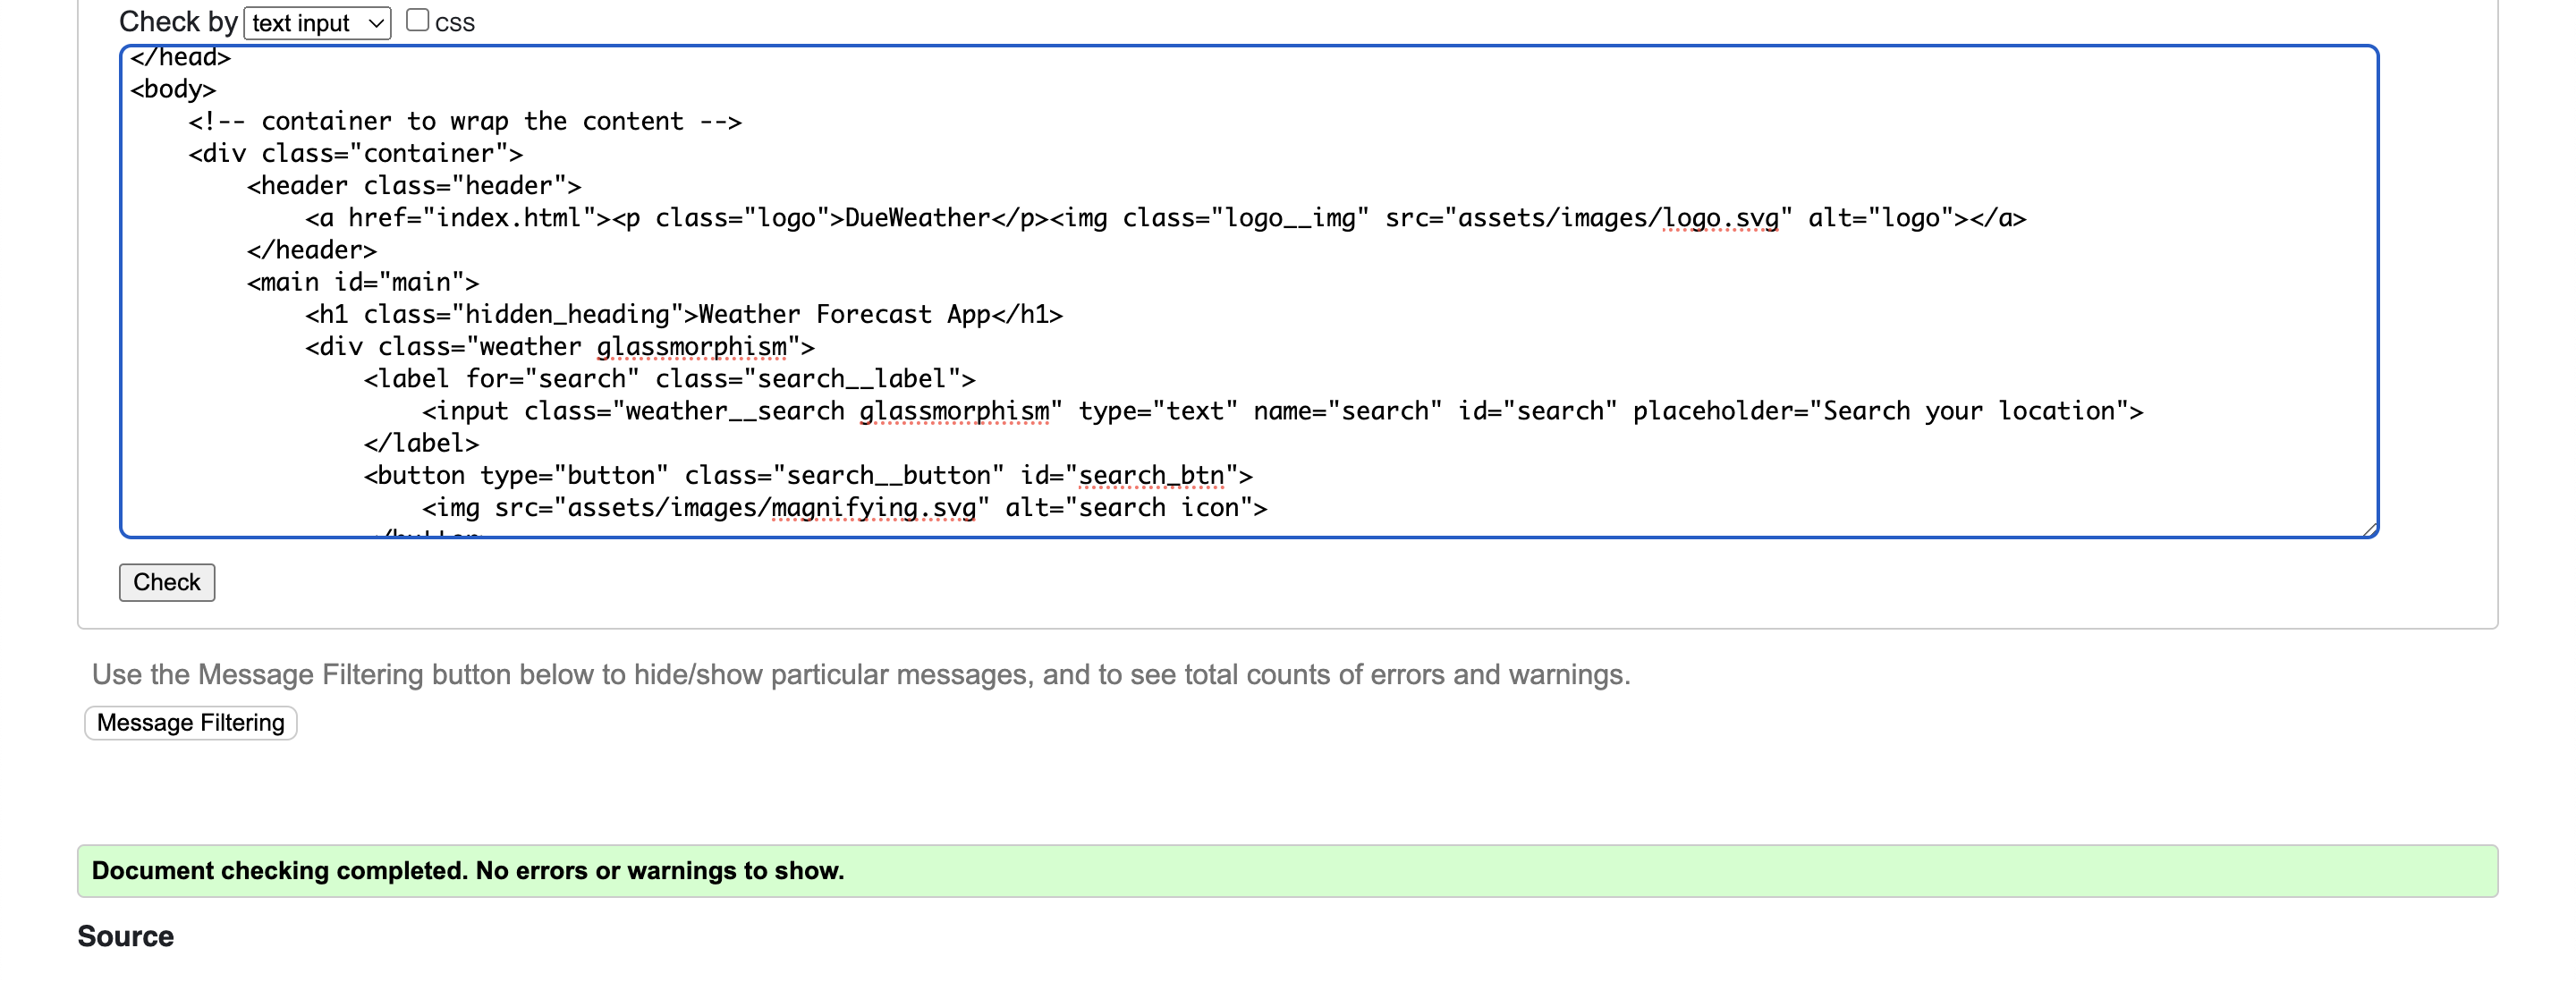 Check by text input css
</head>
<body>
<!-- container to wrap the content -->
<div class="container">
<header class="header">
<a href="index.html"><p class="logo">DueWeather</p><img class="logo__img" src="assets/images/logo.svg" alt="logo"></a>
</header>
<main id="main">
<h1 class="hidden_heading">Weather Forecast App</h1>
<div class="weather glassmorphism">
<label for="search" class="search__label">
<input class="weather__search glassmorphism" type="text" name="search" id="search" placeholder="Search your location">
</label>
<button type="button" class="search__button" id="search_btn">
<img src="assets/images/magnifying.svg" alt="search icon">
Check
Use the Message Filtering button below to hide/show particular messages, and to see total counts of errors and warnings.
Message Filtering
Document checking completed. No errors or warnings to show.
Source